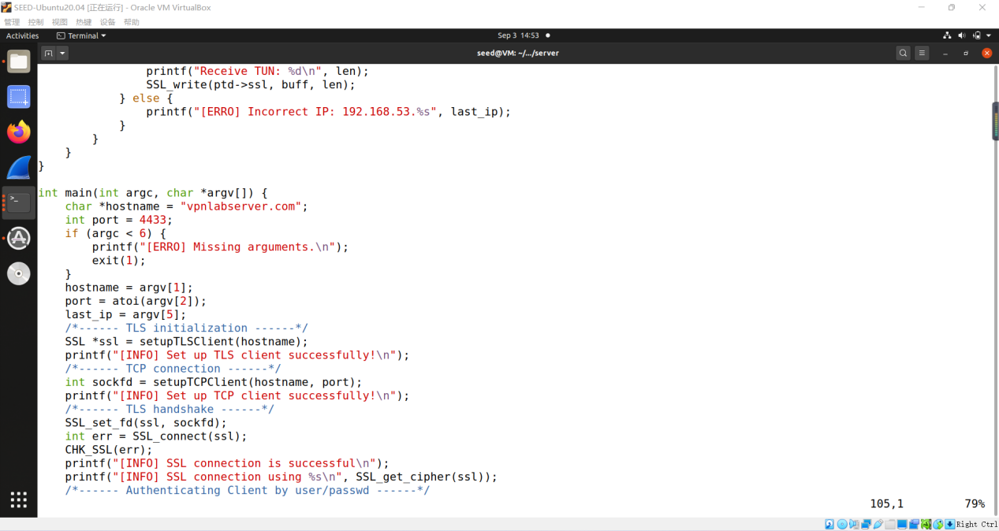 SEED-Ubuntu20.04 [正在运行] - Oracle VM VirtualBox
管理 控制 视图 热键 设备 帮助
Activities Terminal Sep 3 14:53
seed@VM: ~/.../server
                printf("Receive TUN: %d\n", len);
                SSL_write(ptd->ssl, buff, len);
            } else {
                printf("[ERRO] Incorrect IP: 192.168.53.%s", last_ip);
            }
        }
    }
}
int main(int argc, char *argv[]) {
    char *hostname = "vpnlabserver.com";
    int port = 4433;
    if (argc < 6) {
        printf("[ERRO] Missing arguments.\n");
        exit(1);
    }
    hostname = argv[1];
    port = atoi(argv[2]);
    last_ip = argv[5];
    /*------ TLS initialization ------*/
    SSL *ssl = setupTLSClient(hostname);
    printf("[INFO] Set up TLS client successfully!\n");
    /*------ TCP connection ------*/
    int sockfd = setupTCPClient(hostname, port);
    printf("[INFO] Set up TCP client successfully!\n");
    /*------ TLS handshake ------*/
    SSL_set_fd(ssl, sockfd);
    int err = SSL_connect(ssl);
    CHK_SSL(err);
    printf("[INFO] SSL connection is successful\n");
    printf("[INFO] SSL connection using %s\n", SSL_get_cipher(ssl));
    /*------ Authenticating Client by user/passwd ------*/
105,1 79%
Right Ctrl